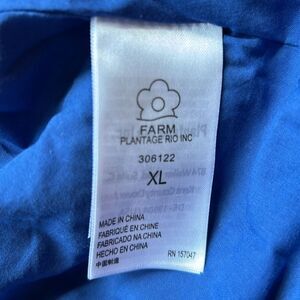 FARM
PLANTAGE RIO INC
306122
XL
MADE IN CHINA
FABRIQUÉ EN CHINE
FABRICADO NA CHINA
HECHO EN CHINA
中国制造
RN 157047